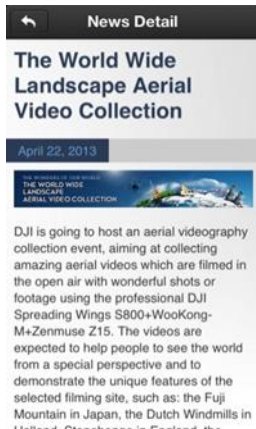 News Detail
The World Wide
Landscape Aerial
Video Collection
April 22, 2013
THE WONDERS OF OUR WORLD
THE WORLD WIDE
LANDSCAPE
AERIAL VIDEO COLLECTION
DJI is going to host an aerial videography
collection event, aiming at collecting
amazing aerial videos which are filmed in
the open air with wonderful shots or
footage using the professional DJI
Spreading Wings S800+WooKong-
M+Zenmuse Z15. The videos are
expected to help people to see the world
from a special perspective and to
demonstrate the unique features of the
selected filming site, such as: the Fuji
Mountain in Japan, the Dutch Windmills in
Holland, Stonehenge in England, the